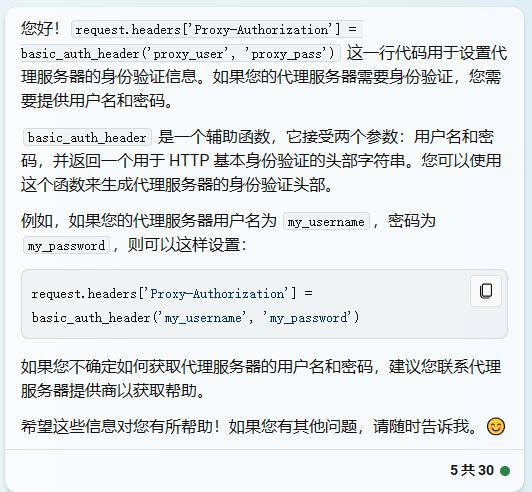 您好！ request.headers['Proxy-Authorization'] =
basic_auth_header('proxy_user', 'proxy_pass') 这一行代码用于设置代
理服务器的身份验证信息。如果您的代理服务器需要身份验证，您需
要提供用户名和密码。
basic_auth_header 是一个辅助函数，它接受两个参数：用户名和密
码，并返回一个用于 HTTP 基本身份验证的头部字符串。您可以使用
这个函数来生成代理服务器的身份验证头部。
例如，如果您的代理服务器用户名为 my_username ，密码为
my_password ，则可以这样设置：
request.headers['Proxy-Authorization'] =
basic_auth_header('my_username', 'my_password')
如果您不确定如何获取代理服务器的用户名和密码，建议您联系代理
服务器提供商以获取帮助。
希望这些信息对您有所帮助！如果您有其他问题，请随时告诉我。😊
5 共 30